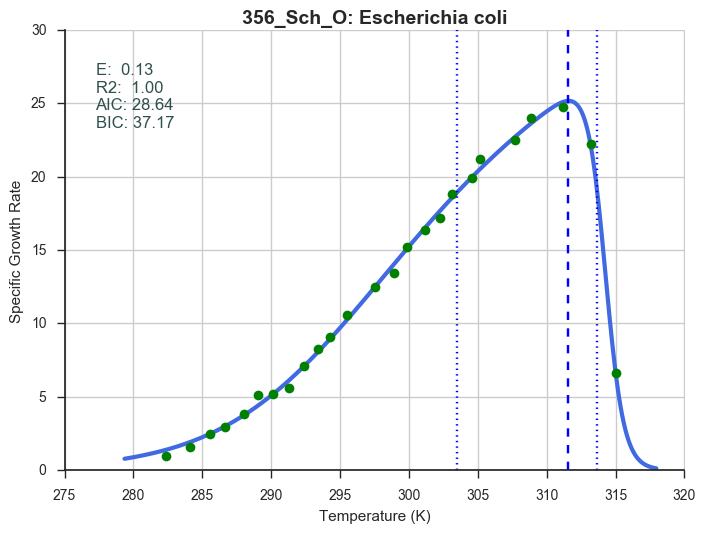 356_Sch_O: Escherichia coli
30
25
20
15
10
5
0
E: 0.13
R2: 1.00
AIC: 28.64
BIC: 37.17
Specific Growth Rate
275 280 285 290 295 300 305 310 315 320
Temperature (K)